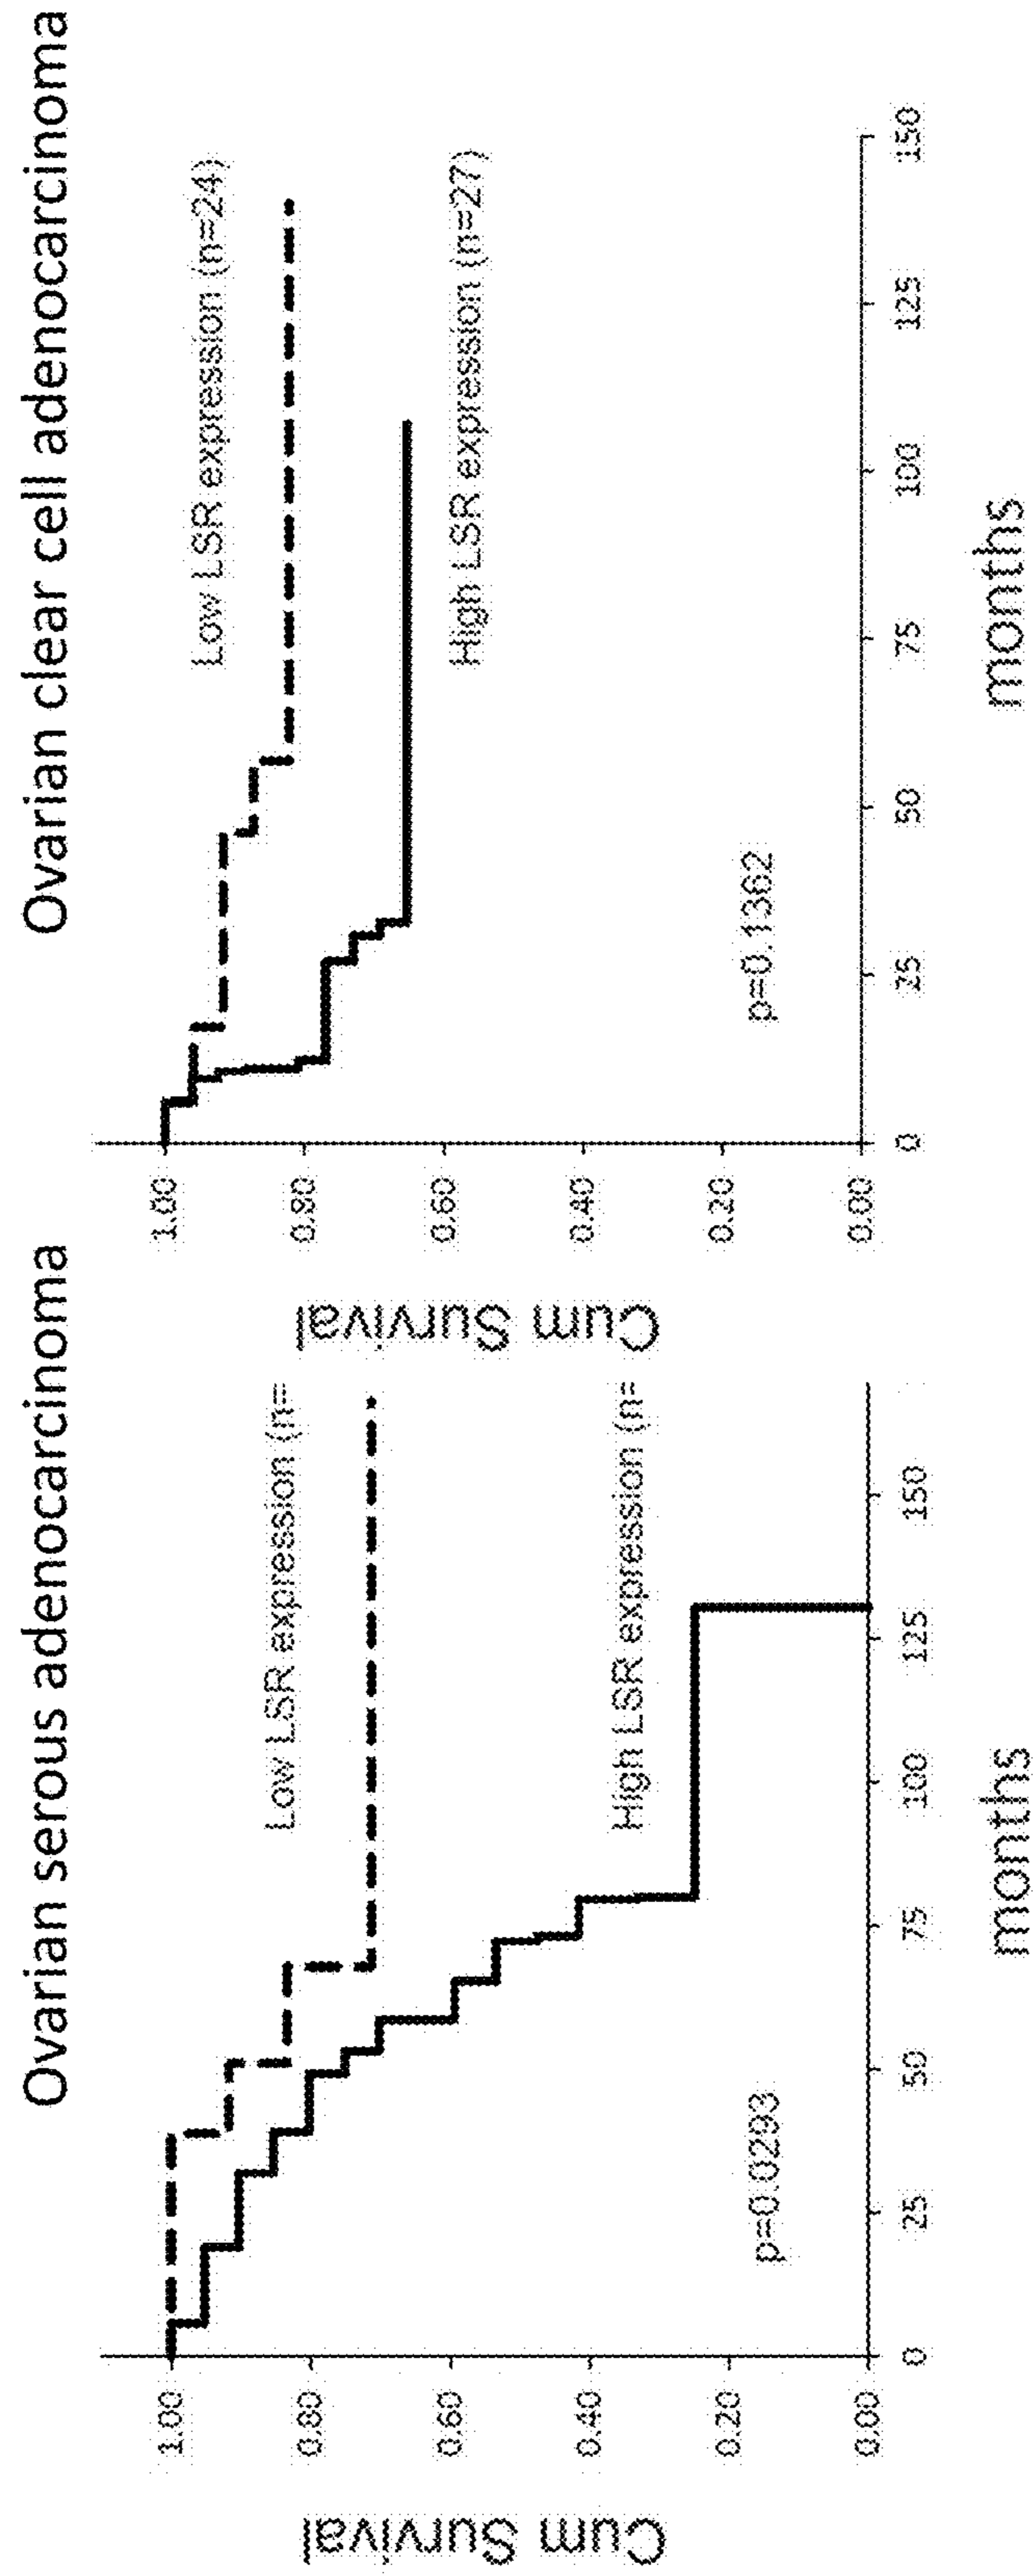 Ovarian serous adenocarcinoma
Cum Survival
1.00
0.80
0.60
0.40
0.20
0.00
Low LSR expression (n=
High LSR expression (n=
p=0.0293
0 25 50 75 100 125 150
months
Ovarian clear cell adenocarcinoma
Cum Survival
1.00
0.80
0.60
0.40
0.20
0.00
Low LSR expression (n=24)
High LSR expression (n=27)
p=0.1362
0 25 50 75 100 125 150
months